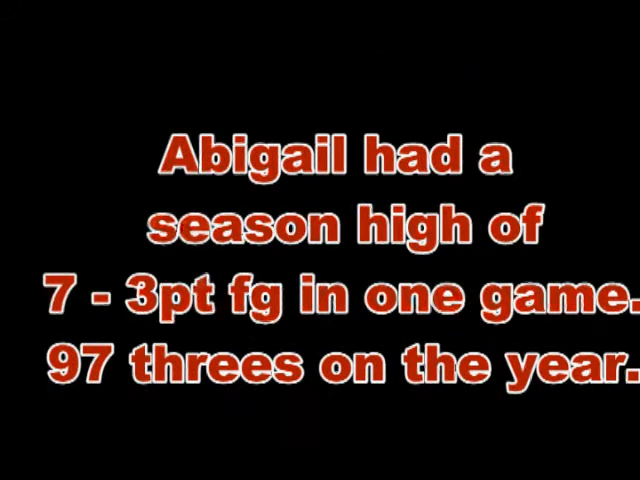 Abigail had a
season high of
7 - 3pt fg in one game.
97 threes on the year.